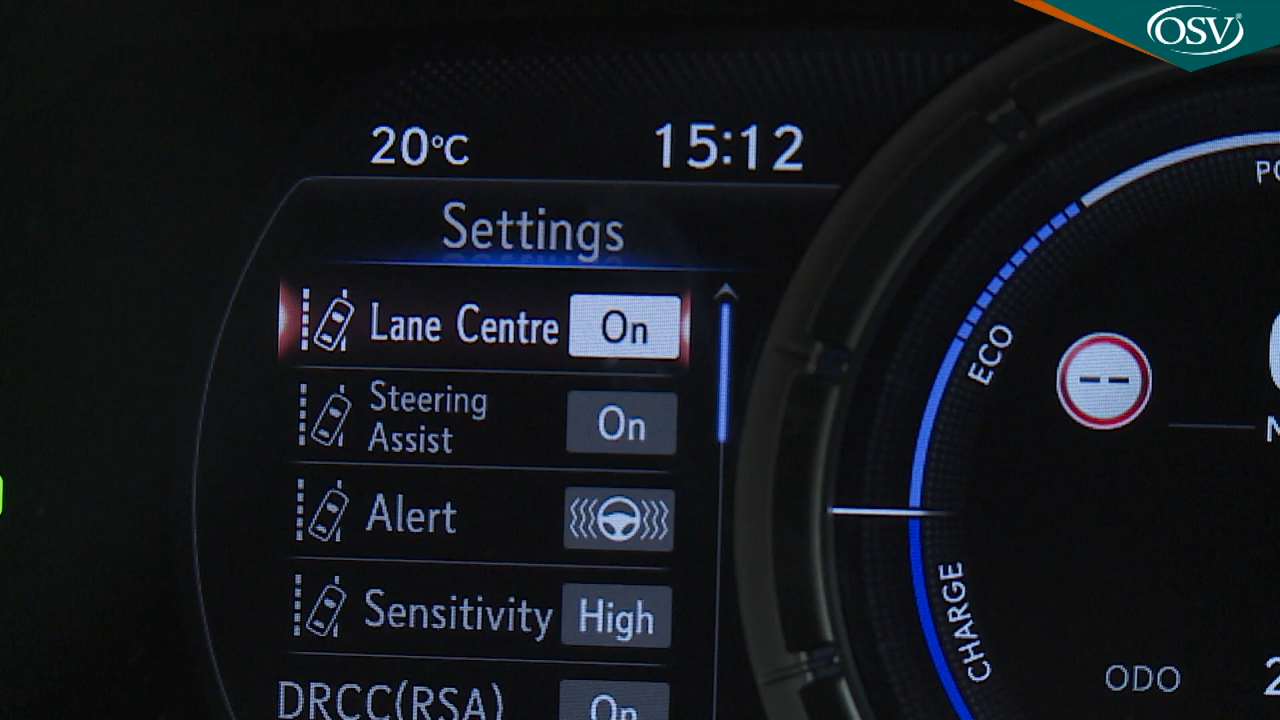 OSV
20°C 15:12
Settings
Lane Centre On
Steering
Assist
On
Alert
Sensitivity High
DRCC(RSA) On
ECO
CHARGE
--
ODO